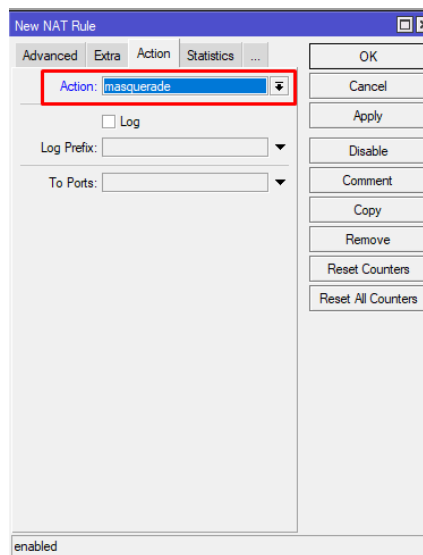 New NAT Rule
Advanced Extra Action Statistics ... OK
Action: masquerade Cancel
Log Apply
Log Prefix: Disable
To Ports: Comment
Copy
Remove
Reset Counters
Reset All Counters
enabled